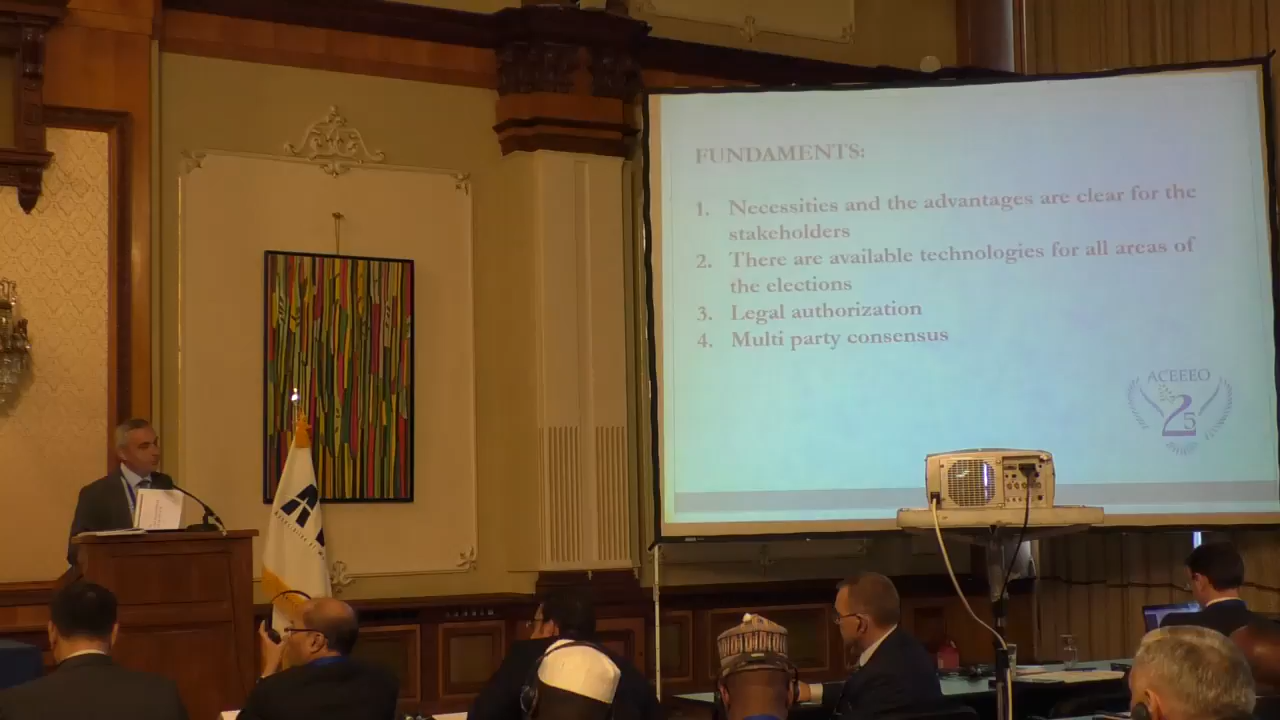 FUNDAMENTS:
1. Necessities and the advantages are clear for the
stakeholders
2. There are available technologies for all areas of
the elections
3. Legal authorization
4. Multi party consensus
ACEEEO
25